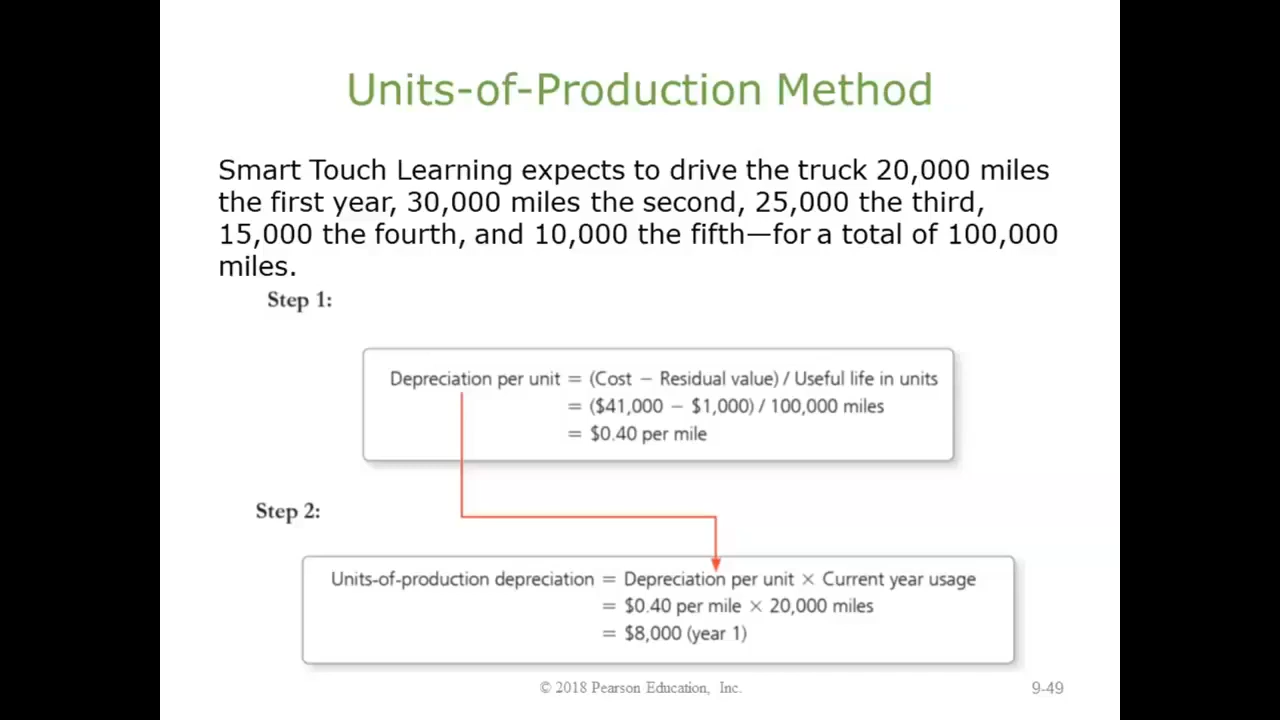 Units-of-Production Method
Smart Touch Learning expects to drive the truck 20,000 miles
the first year, 30,000 miles the second, 25,000 the third,
15,000 the fourth, and 10,000 the fifth—for a total of 100,000
miles.
Step 1:
Depreciation per unit = (Cost − Residual value) / Useful life in units
= ($41,000 − $1,000) / 100,000 miles
= $0.40 per mile
Step 2:
Units-of-production depreciation = Depreciation per unit × Current year usage
= $0.40 per mile × 20,000 miles
= $8,000 (year 1)
© 2018 Pearson Education, Inc.
9-49